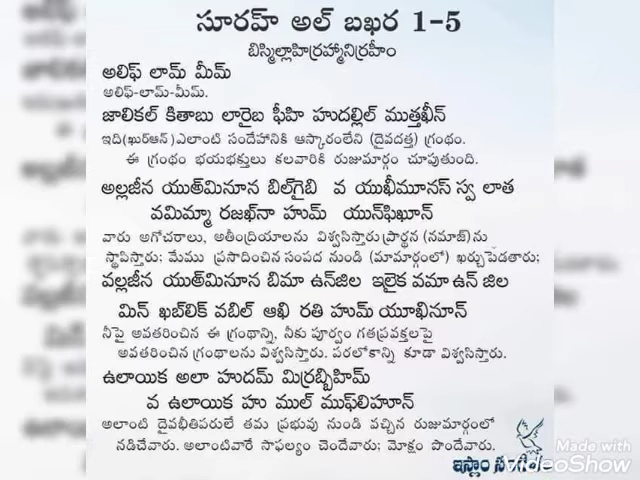 సూరహ్ అల్ బఖర 1-5
బిస్మిల్లాహిర్రహ్మానిర్రహీం
అలిఫ్ లామ్ మీమ్
అలిఫ్-లామ్-మీమ్.
జాలికల్ కితాబు లారైబ ఫీహి హుదల్లిల్ ముత్తఖీన్
ఇది(ఖుర్ఆన్) ఎలాంటి సందేహానికి ఆస్కారంలేని (దైవదత్త) గ్రంథం.
ఈ గ్రంథం భయభక్తులు కలవారికి రుజుమార్గం చూపుతుంది.
అల్లజీన యుత్‌మినూన బిల్‌గైబి వ యుఖీమూనస్ స్వ లాత
వమిమ్మా రజఖ్‌నా హుమ్ యున్‌ఫిఖూన్
వారు అగోచరాలు, అతీంద్రియాలను విశ్వసిస్తారు ప్రార్థన (నమాజ్)ను
స్థాపిస్తారు; మేము ప్రసాదించిన సంపద నుండి (మామార్గంలో) ఖర్చుపెడతారు;
వల్లజీన యుత్‌మినూన బిమా ఉన్‌జిల ఇలైక వమా ఉన్ జిల
మిన్ ఖబ్‌లిక్ వబిల్ ఆఖి రతి హుమ్ యూఖినూన్
నీపై అవతరించిన ఈ గ్రంథాన్ని, నీకు పూర్వం గతప్రవక్తలపై
అవతరించిన గ్రంథాలను విశ్వసిస్తారు. పరలోకాన్ని కూడా విశ్వసిస్తారు.
ఉలాయిక అలా హుదమ్ మిర్రబ్బిహిమ్
వ ఉలాయిక హు ముల్ ముఫ్‌లిహూన్
అలాంటి దైవభీతిపరులే తమ ప్రభువు నుండి వచ్చిన రుజుమార్గంలో
నడిచేవారు. అలాంటివారే సాఫల్యం చెందేవారు; మోక్షం పొందేవారు.
ఇస్లాం
Made with
VideoShow